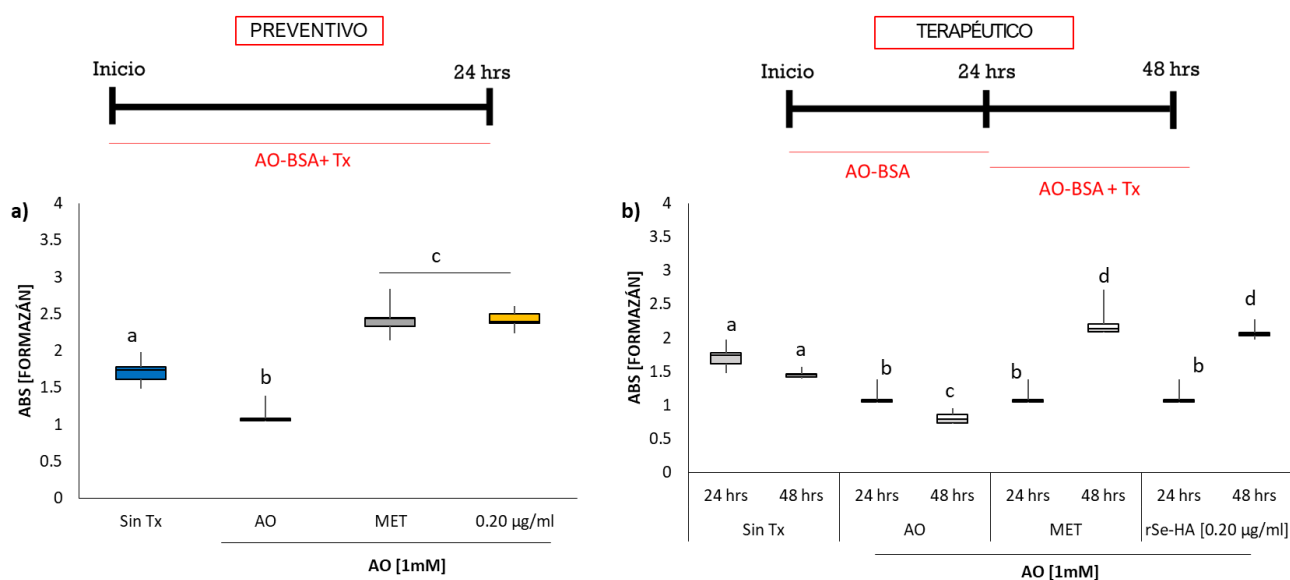 PREVENTIVO
Inicio
24 hrs
AO-BSA+ Tx
a)
ABS [FORMAZÁN]
4
3.5
3
2.5
2
1.5
1
0.5
0
a
b
c
Sin Tx
AO
MET
0.20 µg/ml
AO [1mM]
TERAPÉUTICO
Inicio
24 hrs
48 hrs
AO-BSA
AO-BSA + Tx
b)
ABS [FORMAZÁN]
4
3.5
3
2.5
2
1.5
1
0.5
0
a
a
b
c
b
d
b
d
24 hrs
48 hrs
24 hrs
48 hrs
24 hrs
48 hrs
24 hrs
48 hrs
Sin Tx
AO
MET
rSe-HA [0.20 µg/ml]
AO [1mM]